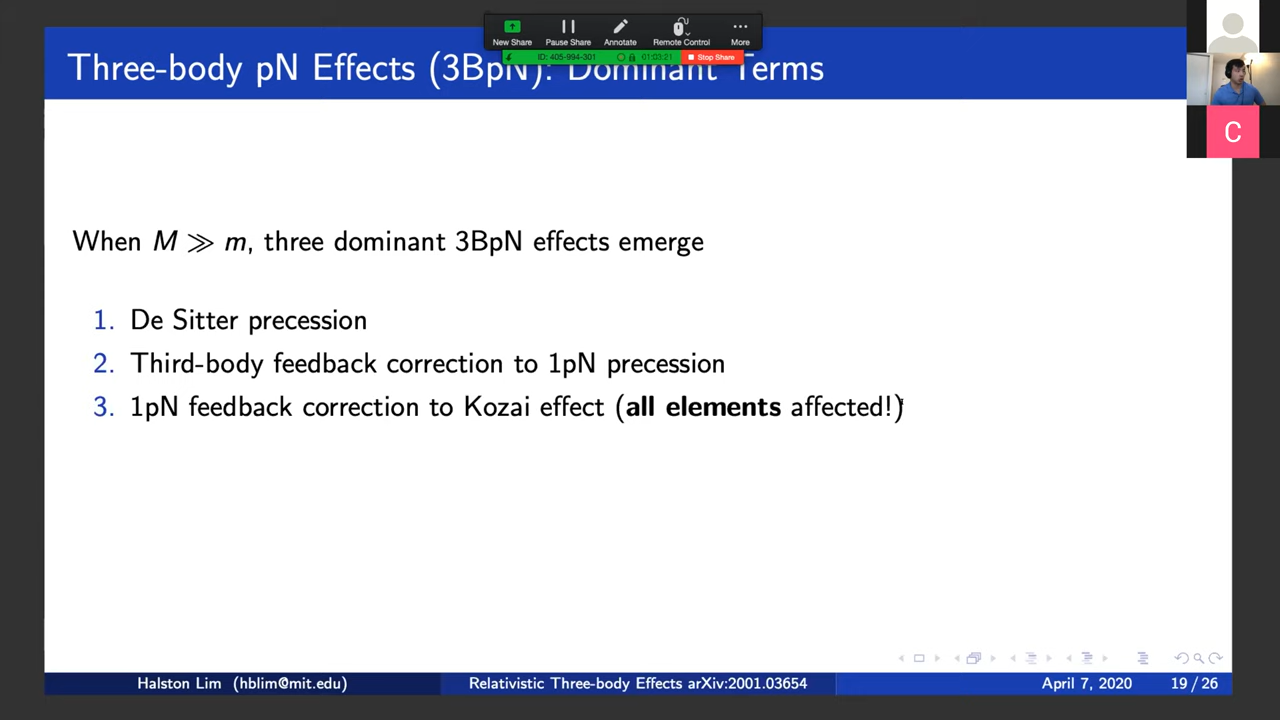 New Share Pause Share Annotate Remote Control More
ID: 405-994-301 01:03:21 Stop Share
Three-body pN Effects (3BpN): Dominant Terms
C
When M ≫ m, three dominant 3BpN effects emerge
1. De Sitter precession
2. Third-body feedback correction to 1pN precession
3. 1pN feedback correction to Kozai effect (all elements affected!)
Halston Lim (hblim@mit.edu) Relativistic Three-body Effects arXiv:2001.03654 April 7, 2020 19 / 26